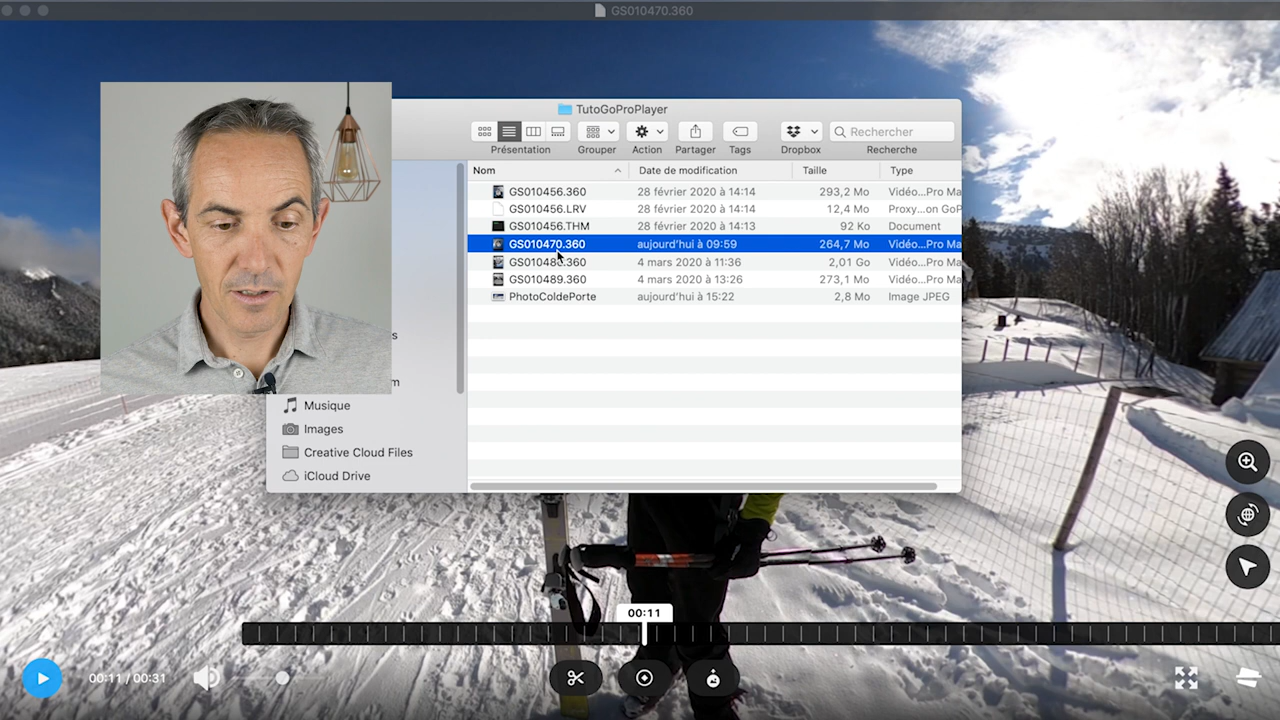 GS010470.360
TutoGoProPlayer
Rechercher
Présentation Grouper Action Partager Tags Dropbox Recherche
Nom Date de modification Taille Type
GS010456.360 28 février 2020 à 14:14 293,2 Mo Vidéo...Pro Ma
GS010456.LRV 28 février 2020 à 14:14 12,4 Mo Proxy...on GoP
GS010456.THM 28 février 2020 à 14:13 92 Ko Document
GS010470.360 aujourd'hui à 09:59 264,7 Mo Vidéo...Pro Ma
4 mars 2020 à 11:36 2,01 Go Vidéo...Pro Ma
GS010489.360 4 mars 2020 à 13:26 273,1 Mo Vidéo...Pro Ma
PhotoColdePorte aujourd'hui à 15:22 2,8 Mo Image JPEG
s
m
Musique
Images
Creative Cloud Files
iCloud Drive
00:11
00:11 / 00:31